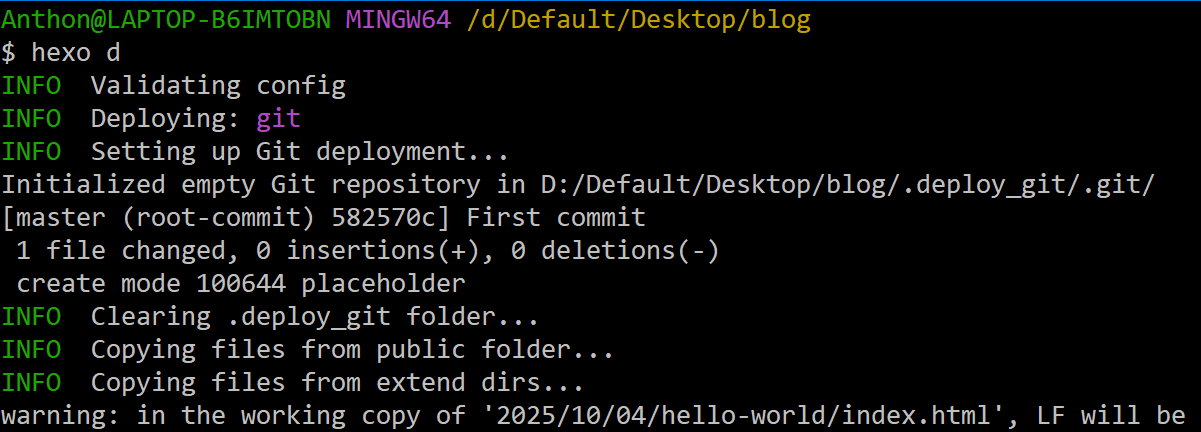 Anthon@LAPTOP-B6IMTOBN MINGW64 /d/Default/Desktop/blog
$ hexo d
INFO  Validating config
INFO  Deploying: git
INFO  Setting up Git deployment...
Initialized empty Git repository in D:/Default/Desktop/blog/.deploy_git/.git/
[master (root-commit) 582570c] First commit
 1 file changed, 0 insertions(+), 0 deletions(-)
 create mode 100644 placeholder
INFO  Clearing .deploy_git folder...
INFO  Copying files from public folder...
INFO  Copying files from extend dirs...
warning: in the working copy of '2025/10/04/hello-world/index.html', LF will be